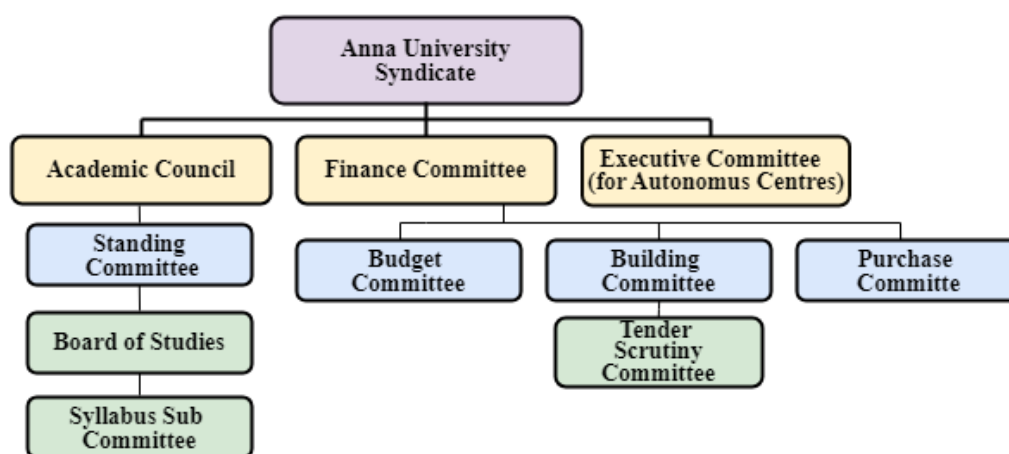 Anna University
Syndicate
Academic Council
Finance Committee
Executive Committee
(for Autonomus Centres)
Standing
Committee
Budget
Committee
Building
Committee
Purchase
Committe
Board of Studies
Tender
Scrutiny
Committee
Syllabus Sub
Committee